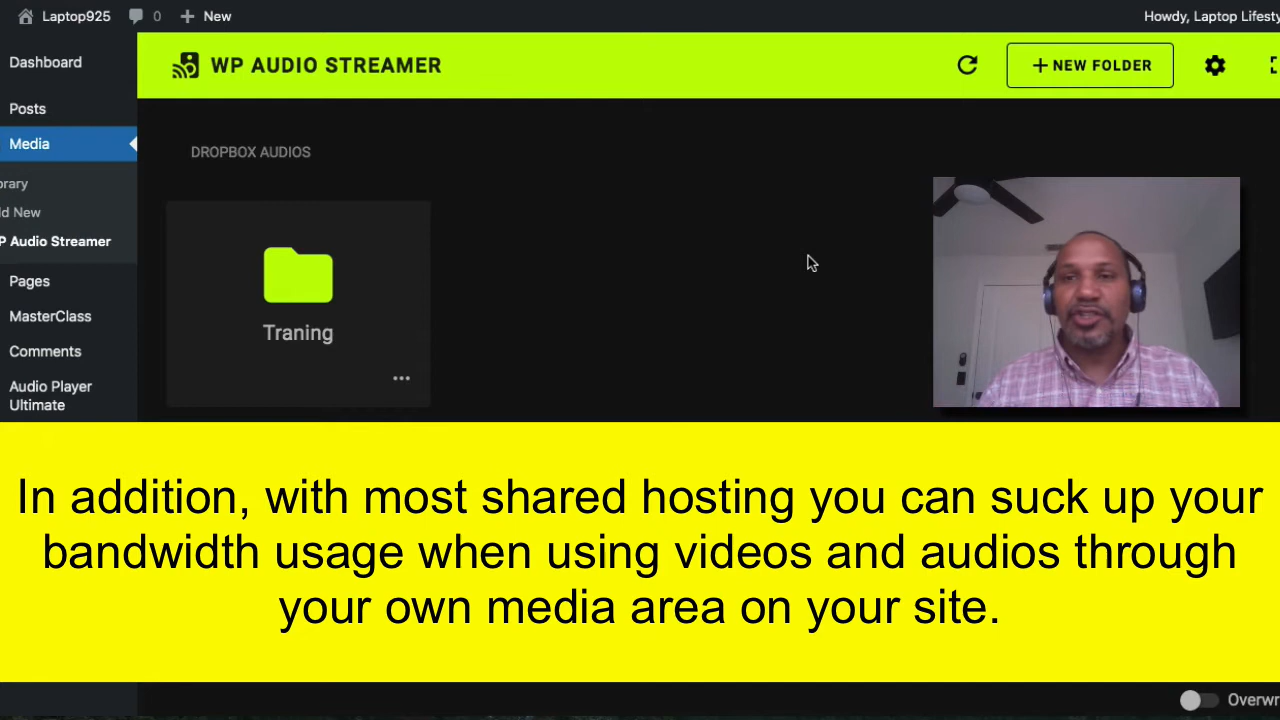 Laptop925
0
New
Howdy, Laptop Lifesty
Dashboard
WP AUDIO STREAMER
NEW FOLDER
Posts
Media
DROPBOX AUDIOS
brary
d New
P Audio Streamer
Pages
MasterClass
Comments
Audio Player
Ultimate
Traning
In addition, with most shared hosting you can suck up your
bandwidth usage when using videos and audios through
your own media area on your site.
Overwr